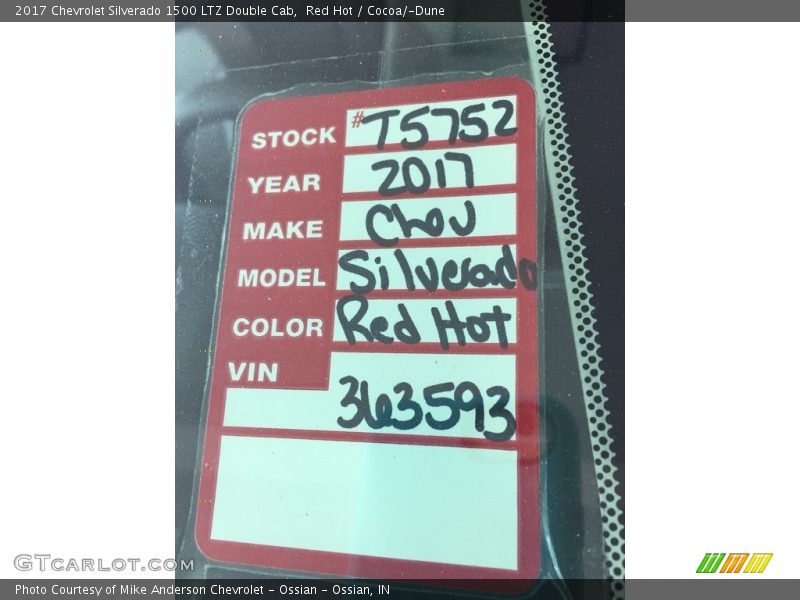 2017 Chevrolet Silverado 1500 LTZ Double Cab,  Red Hot / Cocoa/-Dune
STOCK #T5752
YEAR 2017
MAKE Chev
MODEL Silverado
COLOR Red Hot
VIN
363593
GTCARLOT.COM
Photo Courtesy of Mike Anderson Chevrolet - Ossian - Ossian, IN